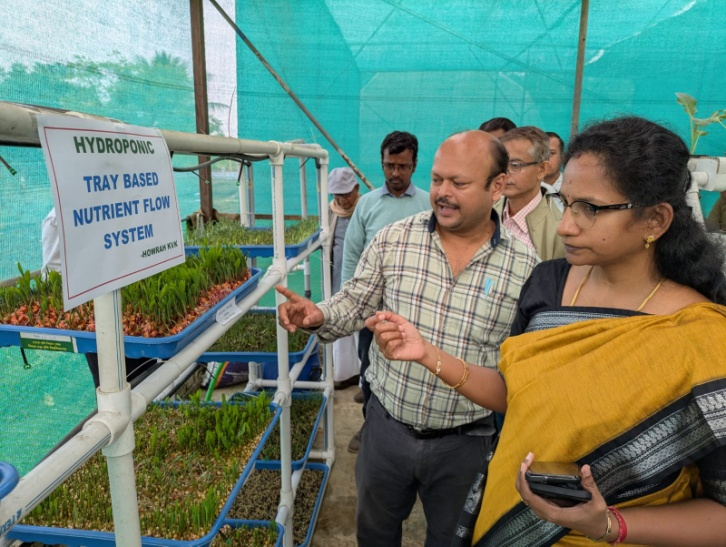 HYDROPONIC
TRAY BASED
NUTRIENT FLOW
SYSTEM
-HOWRAH KVK